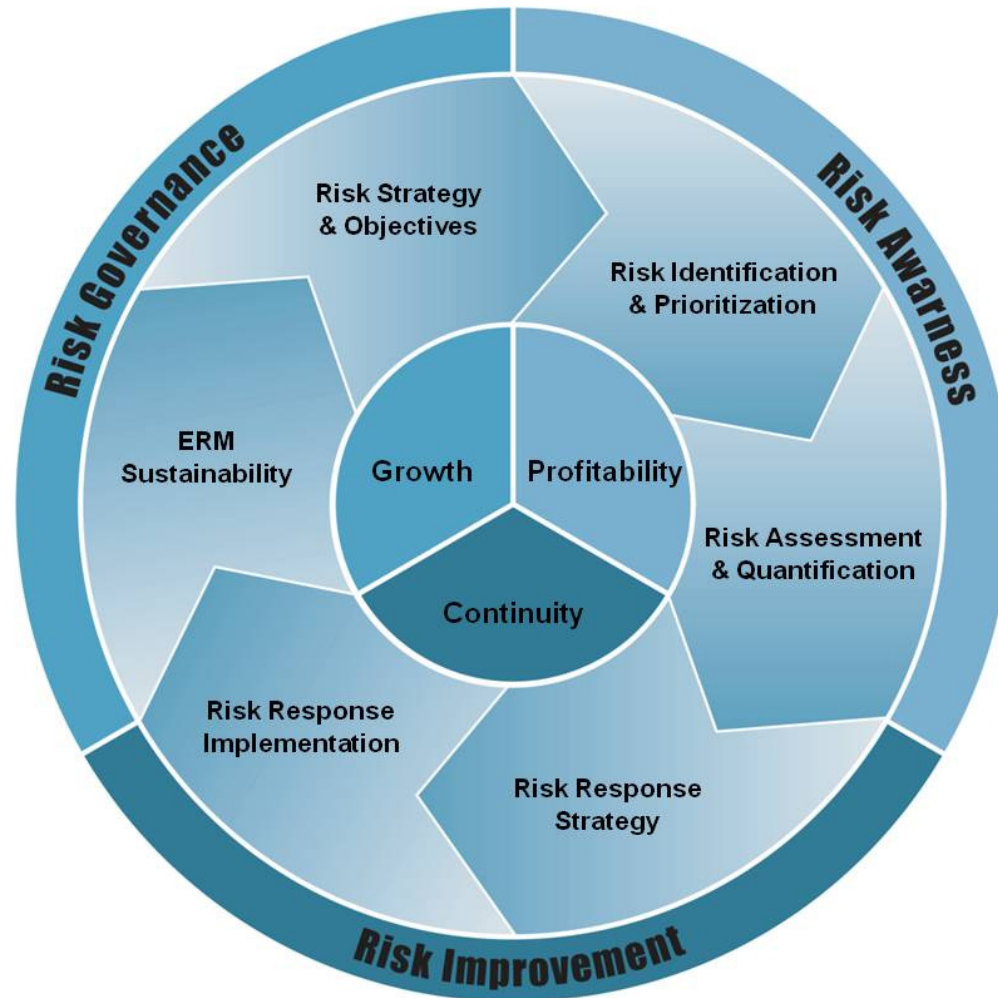 Risk Governance
Risk Awarness
Risk Strategy
& Objectives
Risk Identification
& Prioritization
ERM
Sustainability
Growth
Profitability
Risk Assessment
& Quantification
Continuity
Risk Response
Implementation
Risk Response
Strategy
Risk Improvement